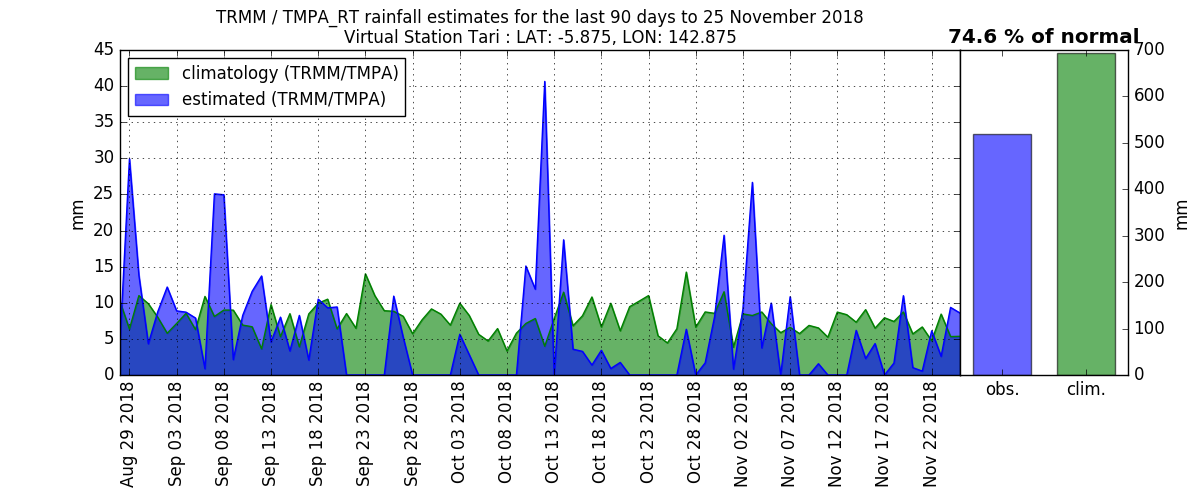 TRMM / TMPA_RT rainfall estimates for the last 90 days to 25 November 2018
Virtual Station Tari : LAT: -5.875, LON: 142.875
74.6 % of normal
climatology (TRMM/TMPA)
estimated (TRMM/TMPA)
mm
45
40
35
30
25
20
15
10
5
0
Aug 29 2018
Sep 03 2018
Sep 08 2018
Sep 13 2018
Sep 18 2018
Sep 23 2018
Sep 28 2018
Oct 03 2018
Oct 08 2018
Oct 13 2018
Oct 18 2018
Oct 23 2018
Oct 28 2018
Nov 02 2018
Nov 07 2018
Nov 12 2018
Nov 17 2018
Nov 22 2018
obs.
clim.
700
600
500
400
300
200
100
0
mm